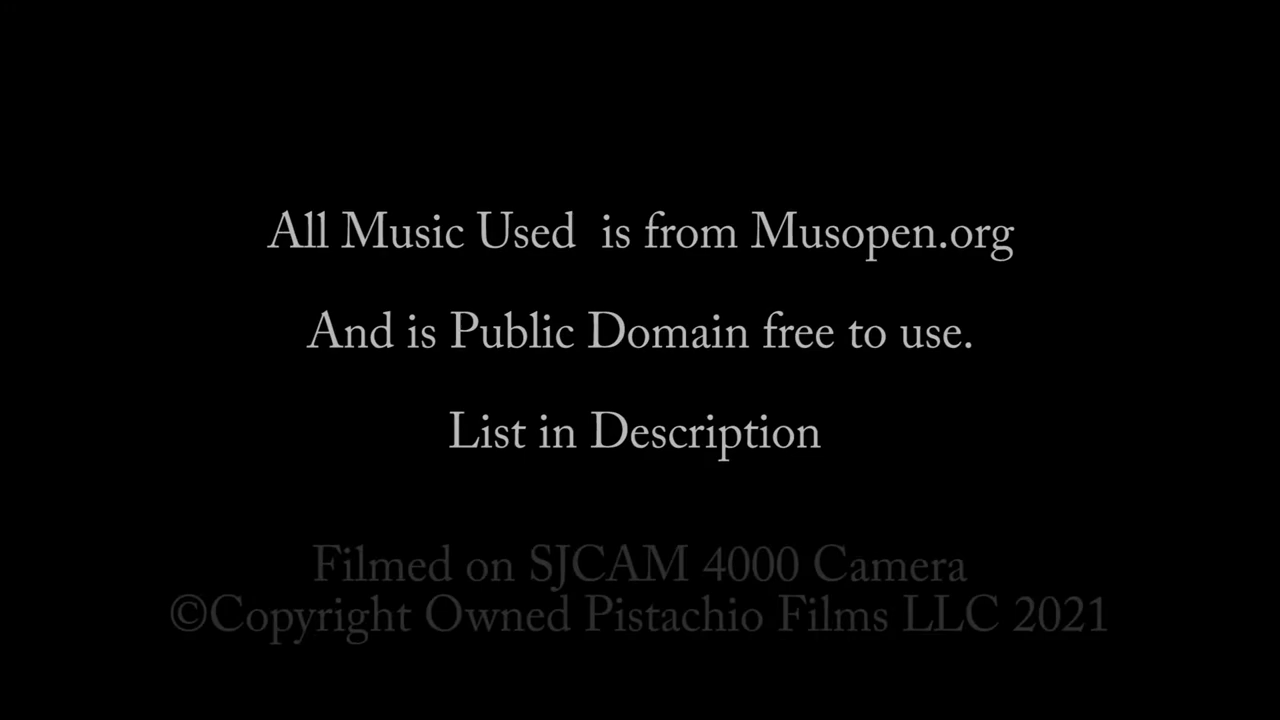 All Music Used  is from Musopen.org
And is Public Domain free to use.
List in Description
Filmed on SJCAM 4000 Camera
©Copyright Owned Pistachio Films LLC 2021